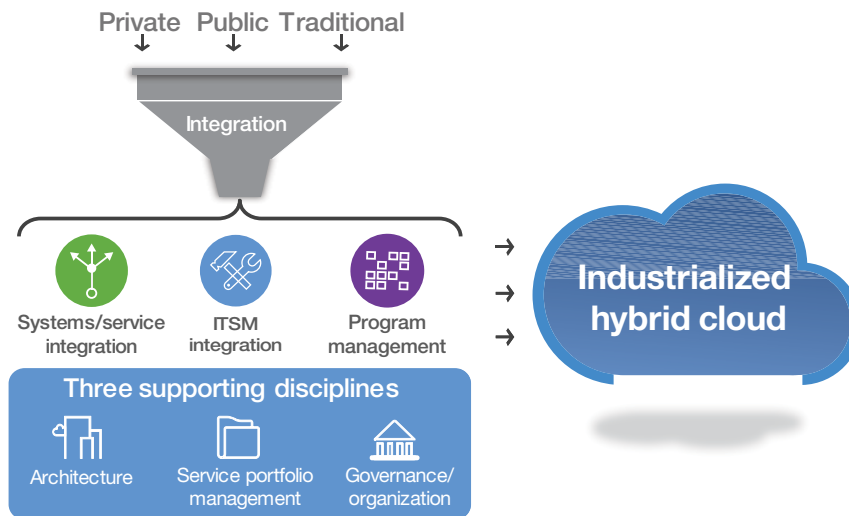 Private Public Traditional
Integration
Systems/service
integration
ITSM
integration
Program
management
Industrialized
hybrid cloud
Three supporting disciplines
Architecture
Service portfolio
management
Governance/
organization